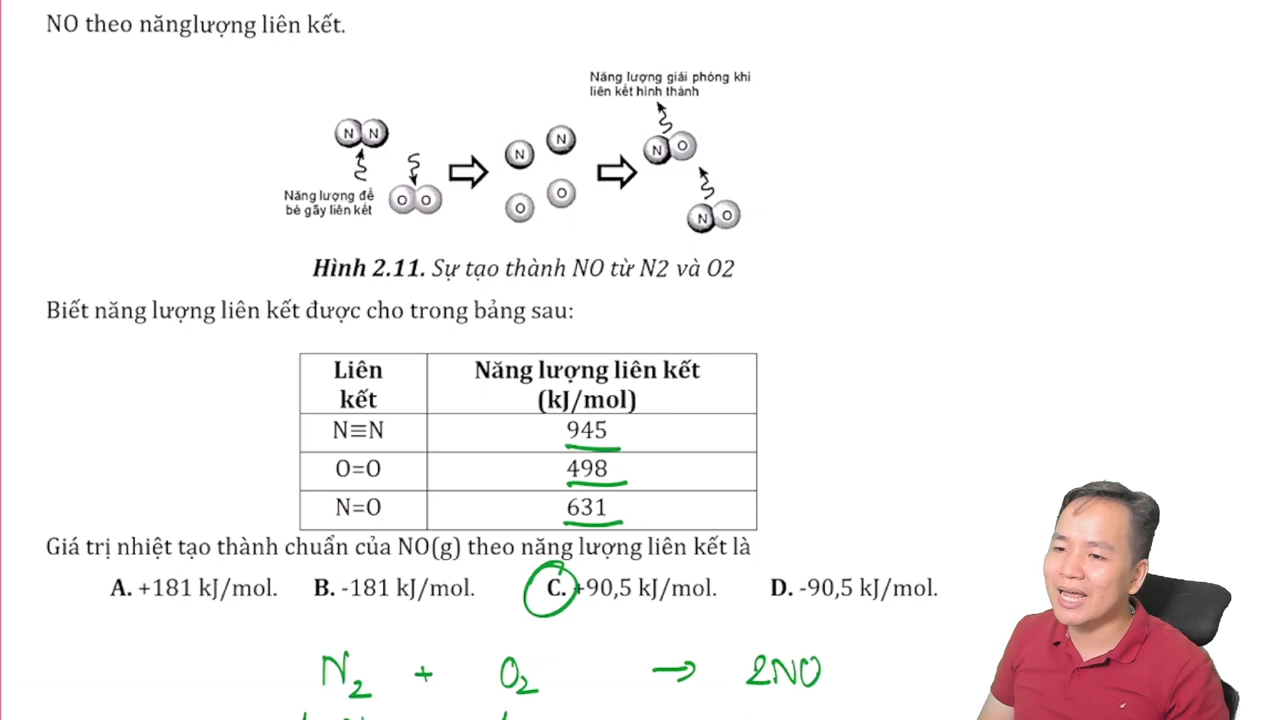 NO theo nănglượng liên kết.
Năng lượng giải phóng khi
liên kết hình thành
N N
N N
N O
Năng lượng để
bẻ gãy liên kết
O O
O O
N O
Hình 2.11. Sự tạo thành NO từ N2 và O2
Biết năng lượng liên kết được cho trong bảng sau:
Liên kết
Năng lượng liên kết (kJ/mol)
N≡N 945
O=O 498
N=O 631
Giá trị nhiệt tạo thành chuẩn của NO(g) theo năng lượng liên kết là
A. +181 kJ/mol. B. -181 kJ/mol. C. +90,5 kJ/mol. D. -90,5 kJ/mol.
N2 + O2 → 2NO